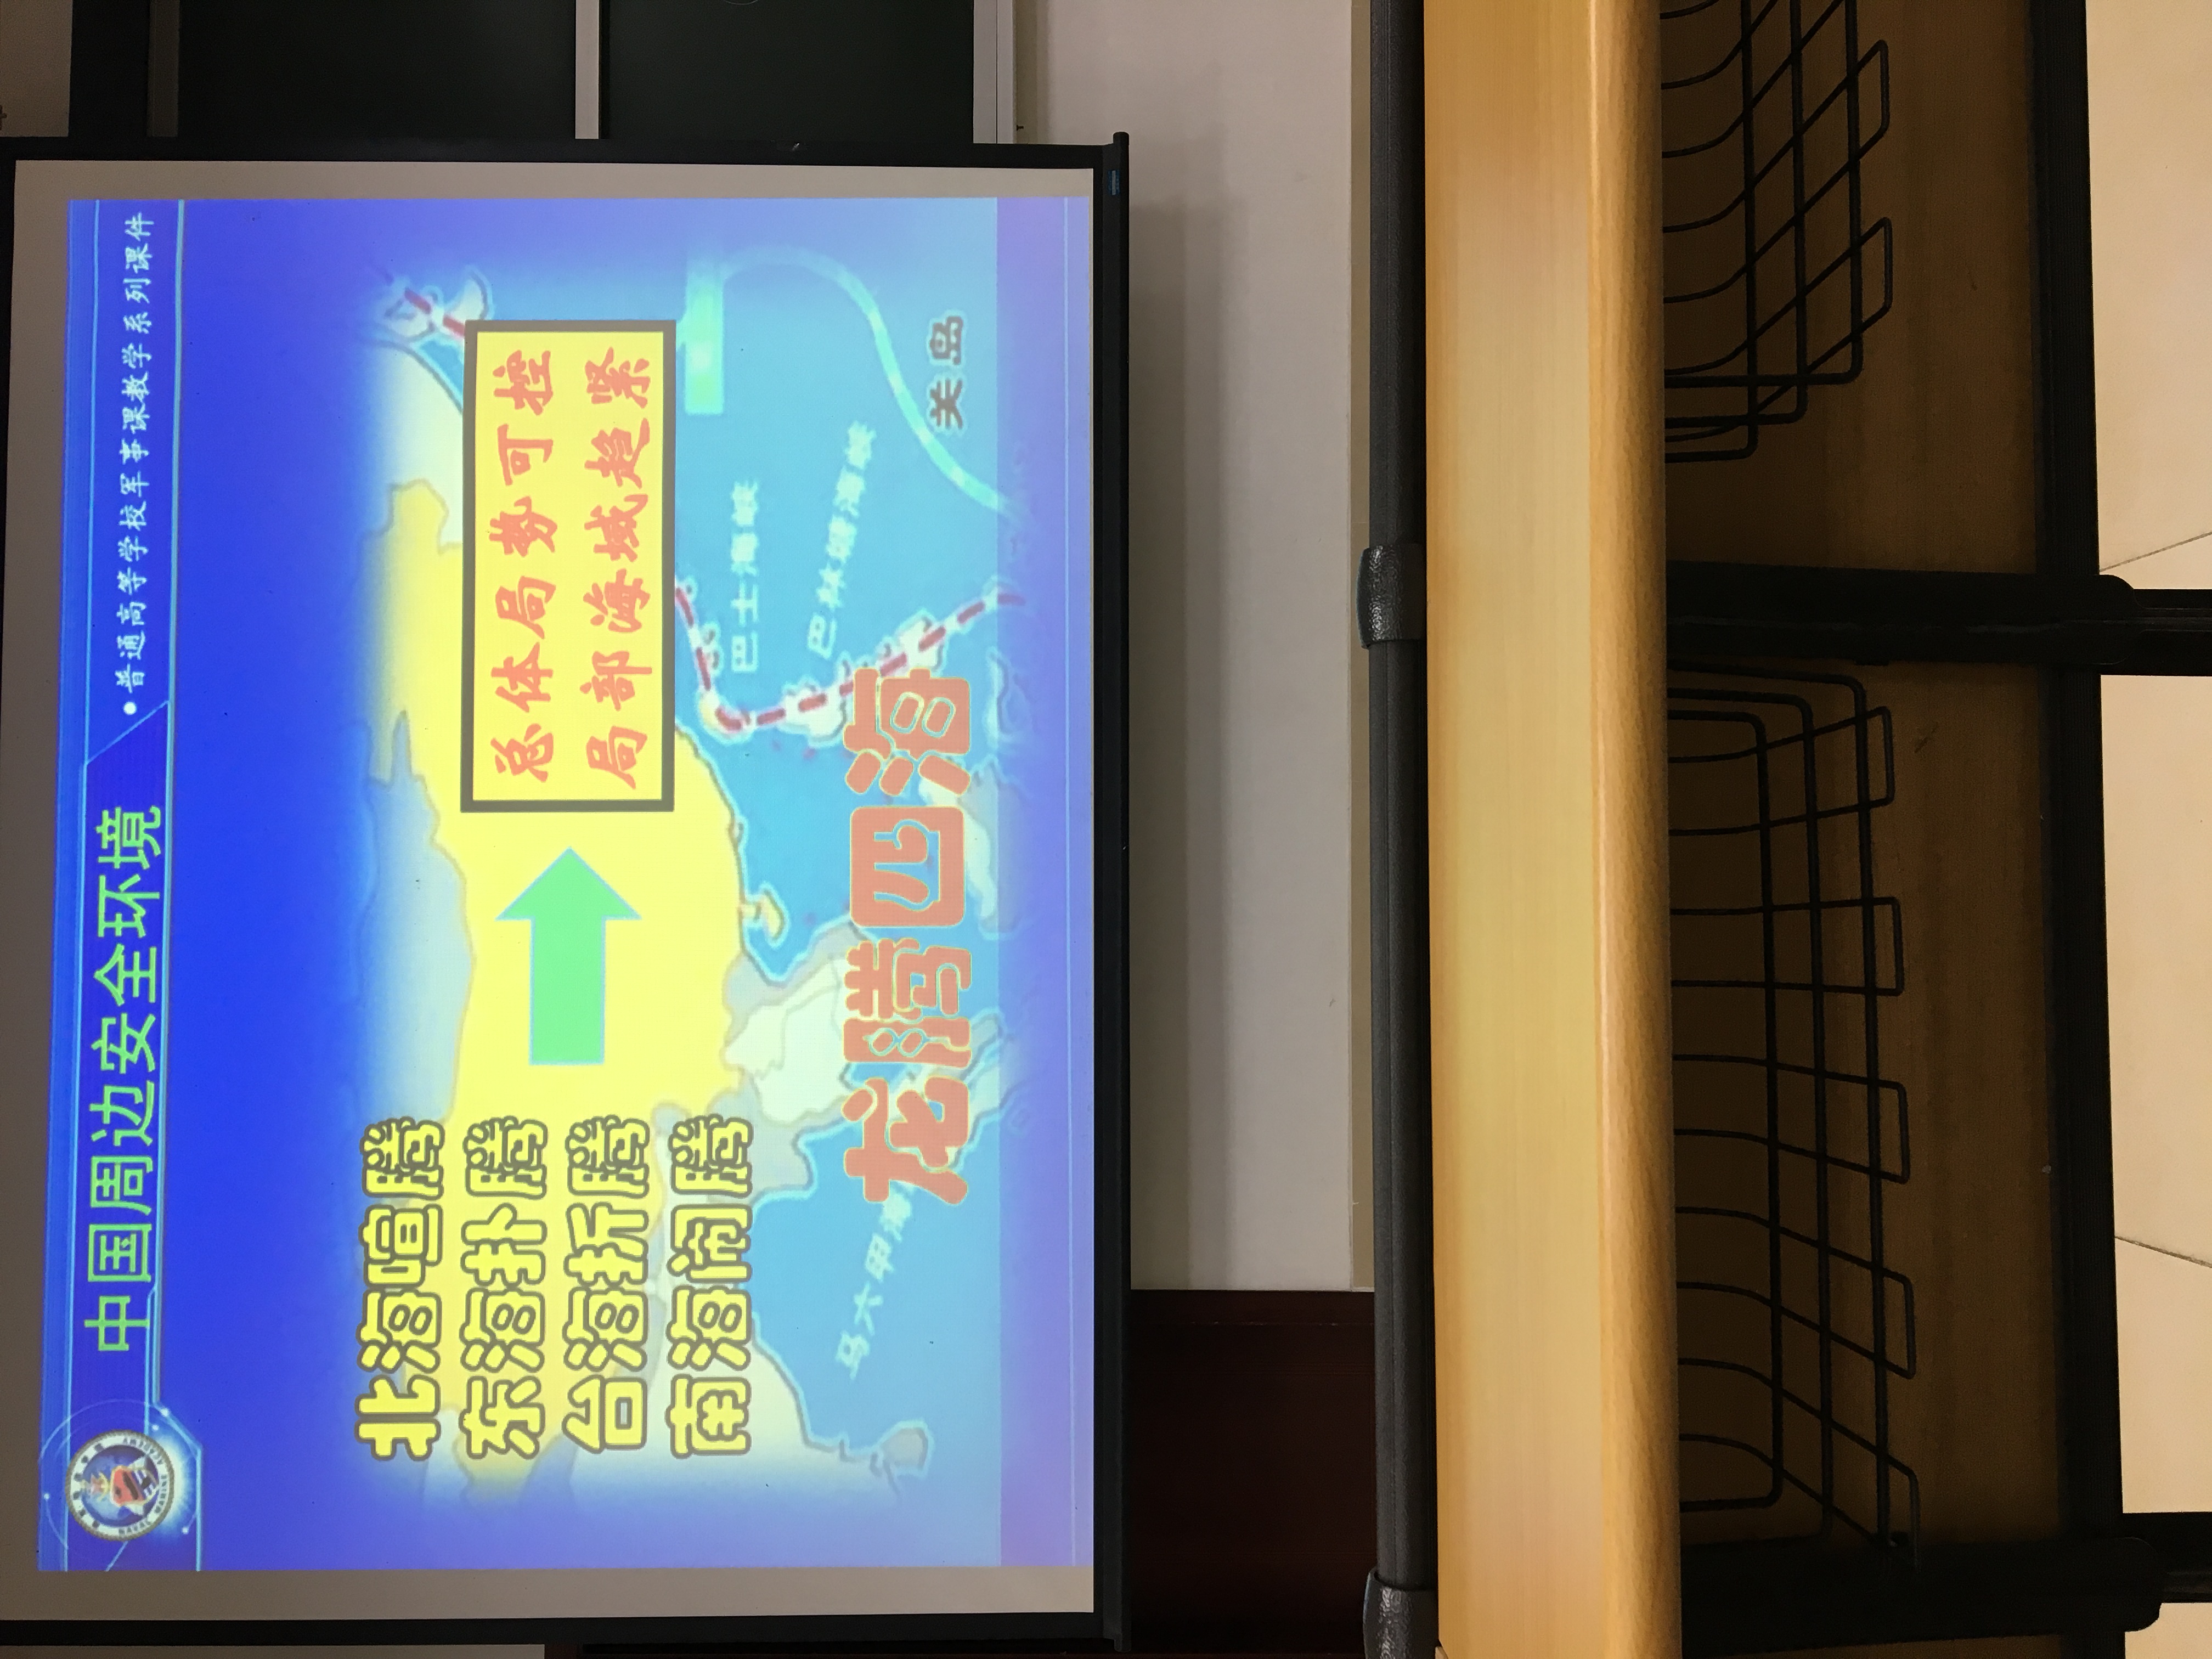 中国周边安全环境
•普通高等学校军事课教学系列课件
北海喧腾
东海扑腾
台海折腾
南海闹腾
总体局势可控
局部海域趋紧
巴士海峡
巴林塘海峡
马六甲海
关岛
龙腾四海